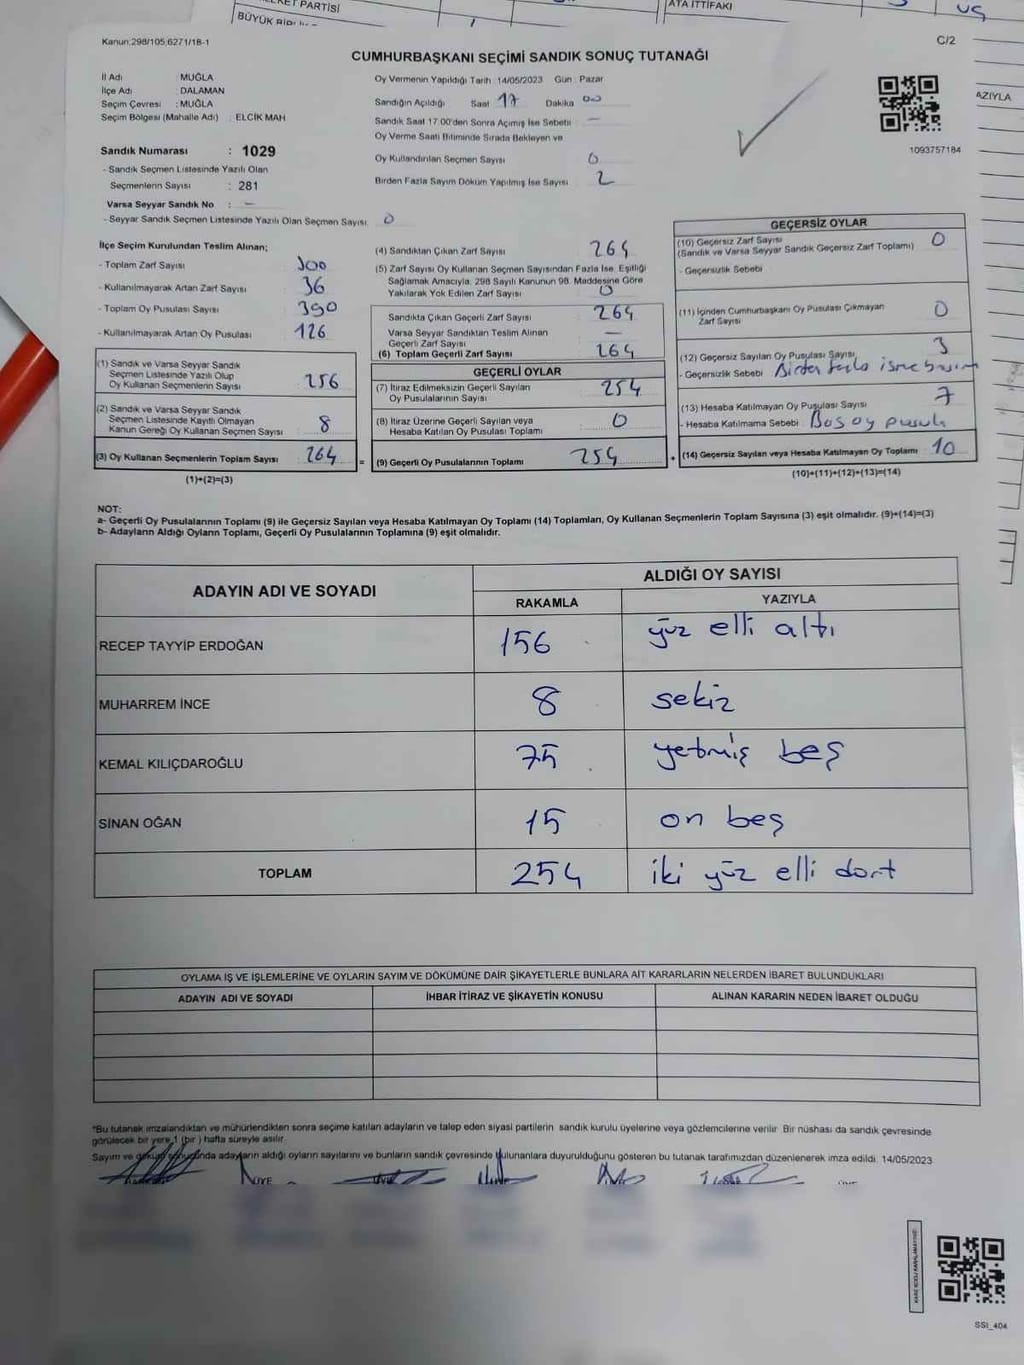 KET PARTİSİ
BÜYÜK
ATA İTTİFAKI
AZIYLA
Kanun:298/105,6271/18-1
C/2
CUMHURBAŞKANI SEÇİMİ SANDIK SONUÇ TUTANAĞI
İl Adı : MUĞLA
İlçe Adı : DALAMAN
Seçim Çevresi : MUĞLA
Seçim Bölgesi (Mahalle Adı) : ELCİK MAH
Sandık Numarası : 1029
- Sandık Seçmen Listesinde Yazılı Olan
Seçmenlerin Sayısı : 281
Varsa Seyyar Sandık No : -
- Seyyar Sandık Seçmen Listesinde Yazılı Olan Seçmen Sayısı: 0
Oy Vermenin Yapıldığı Tarih :14/05/2023 Gün : Pazar
Sandığın Açıldığı Saat 17 Dakika 00
Sandık Saat 17:00'den Sonra Açımış İse Sebebi -
Oy Verme Saati Bitiminde Sırada Bekleyen ve
Oy Kullandırılan Seçmen Sayısı 0
Birden Fazla Sayım Döküm Yapılmış İse Sayısı 2
1093757184
İlçe Seçim Kurulundan Teslim Alınan;
- Toplam Zarf Sayısı 300
- Kullanılmayarak Artan Zarf Sayısı : 36
- Toplam Oy Pusulası Sayısı : 390
- Kullanılmayarak Artan Oy Pusulası : 126
(1) Sandık ve Varsa Seyyar Sandık
Seçmen Listesinde Yazılı Olup
Oy Kullanan Seçmenlerin Sayısı 256
(2) Sandık ve Varsa Seyyar Sandık
Seçmen Listesinde Kayıtlı Olmayan
Kanun Gereği Oy Kullanan Seçmen Sayısı 8
(3) Oy Kullanan Seçmenlerin Toplam Sayısı 264
(1)+(2)=(3)
(4) Sandıktan Çıkan Zarf Sayısı 264
(5) Zarf Sayısı Oy Kullanan Seçmen Sayısından Fazla İse, Eşitliği
Sağlamak Amacıyla, 298 Sayılı Kanunun 98. Maddesine Göre
Yakılarak Yok Edilen Zarf Sayısı 0
Sandıkta Çıkan Geçerli Zarf Sayısı 264
Varsa Seyyar Sandıktan Teslim Alınan
Geçerli Zarf Sayısı -
(6) Toplam Geçerli Zarf Sayısı 264
GEÇERLİ OYLAR
(7) İtiraz Edilmeksizin Geçerli Sayılan
Oy Pusulalarının Sayısı 254
(8) İtiraz Üzerine Geçerli Sayılan veya
Hesaba Katılan Oy Pusulası Toplamı 0
= (9) Geçerli Oy Pusulalarının Toplamı 254
GEÇERSİZ OYLAR
(10) Geçersiz Zarf Sayısı 0
(Sandık ve Varsa Seyyar Sandık Geçersiz Zarf Toplamı)
- Geçersizlik Sebebi
(11) İçinden Cumhurbaşkanı Oy Pusulası Çıkmayan 0
Zarf Sayısı
(12) Geçersiz Sayılan Oy Pusulası Sayısı 3
- Geçersizlik Sebebi Birden fazla isme basım
(13) Hesaba Katılmayan Oy Pusulası Sayısı 7
- Hesaba Katılmama Sebebi : Boş oy pusula
+ (14) Geçersiz Sayılan veya Hesaba Katılmayan Oy Toplamı 10
(10)+(11)+(12)+(13)=(14)
NOT:
a- Geçerli Oy Pusulalarının Toplamı (9) ile Geçersiz Sayılan veya Hesaba Katılmayan Oy Toplamı (14) Toplamları, Oy Kullanan Seçmenlerin Toplam Sayısına (3) eşit olmalıdır. (9)+(14)=(3)
b- Adayların Aldığı Oyların Toplamı, Geçerli Oy Pusulalarının Toplamına (9) eşit olmalıdır.
ADAYIN ADI VE SOYADI ALDIĞI OY SAYISI
RAKAMLA YAZIYLA
RECEP TAYYİP ERDOĞAN 156 yüz elli altı
MUHARREM İNCE 8 sekiz
KEMAL KILIÇDAROĞLU 75 yetmiş beş
SİNAN OĞAN 15 on beş
TOPLAM 254 iki yüz elli dört
OYLAMA İŞ VE İŞLEMLERİNE VE OYLARIN SAYIM VE DÖKÜMÜNE DAİR ŞİKAYETLERLE BUNLARA AİT KARARLARIN NELERDEN İBARET BULUNDUKLARI
ADAYIN ADI VE SOYADI İHBAR İTİRAZ VE ŞİKAYETİN KONUSU ALINAN KARARIN NEDEN İBARET OLDUĞU
*Bu tutanak imzalandıktan ve mühürlendikten sonra seçime katılan adayların ve talep eden siyasi partilerin sandık kurulu üyelerine veya gözlemcilerine verilir. Bir nüshası da sandık çevresinde
görülecek bir yere 1 (bir ) hafta süreyle asılır.
Sayım ve döküm sonucunda adayların aldığı oyların sayılarını ve bunların sandık çevresinde bulunanlara duyurulduğunu gösteren bu tutanak tarafımızdan düzenlenerek imza edildi. 14/05/2023
ÜYE
SSI_404